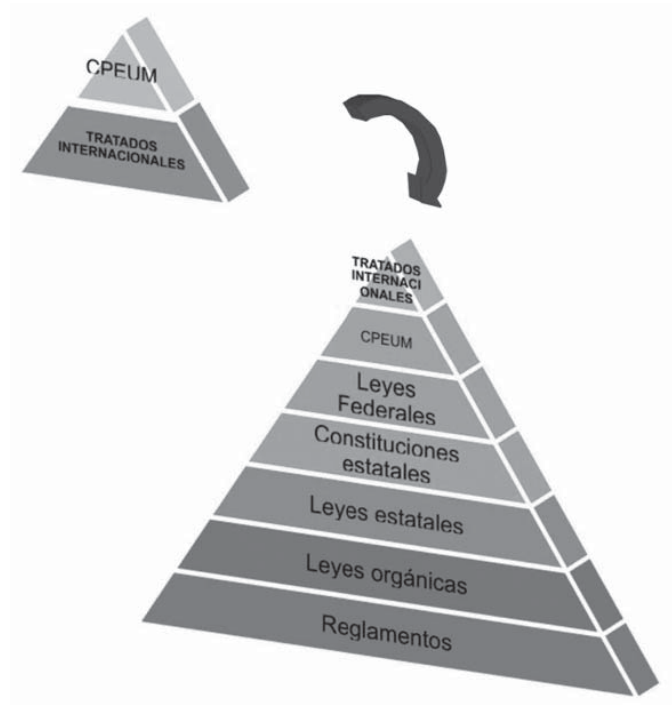 CPEUM
TRATADOS
INTERNACIONALES
TRATADOS
INTERNACI
ONALES
CPEUM
Leyes
Federales
Constituciones
estatales
Leyes estatales
Leyes orgánicas
Reglamentos